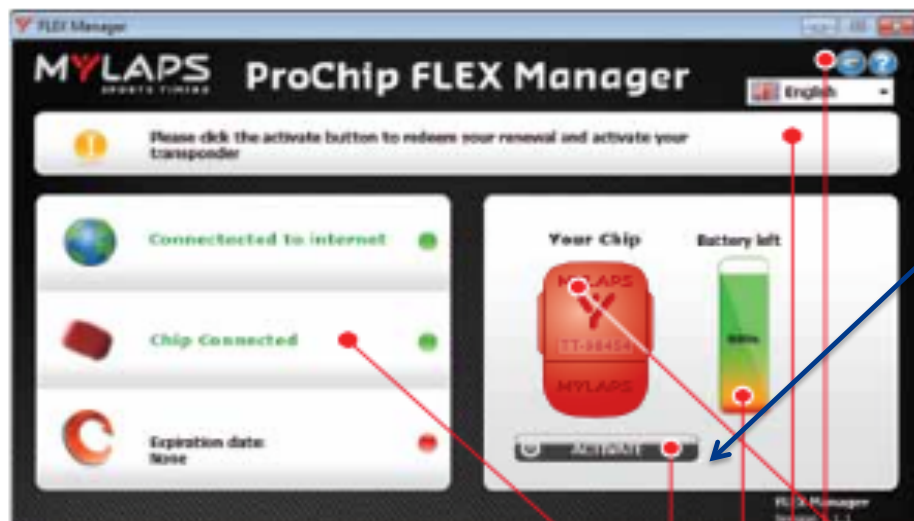 FLEX Manager
MYLAPS
SPORTS TIMING
ProChip FLEX Manager
English
Please click the activate button to redeem your renewal and activate your
transponder
Connectected to internet
Your Chip
Battery left
MYLAPS
Chip Connected
MYLAPS
Expiration date:
None
ACTIVATE
FLEX Manager